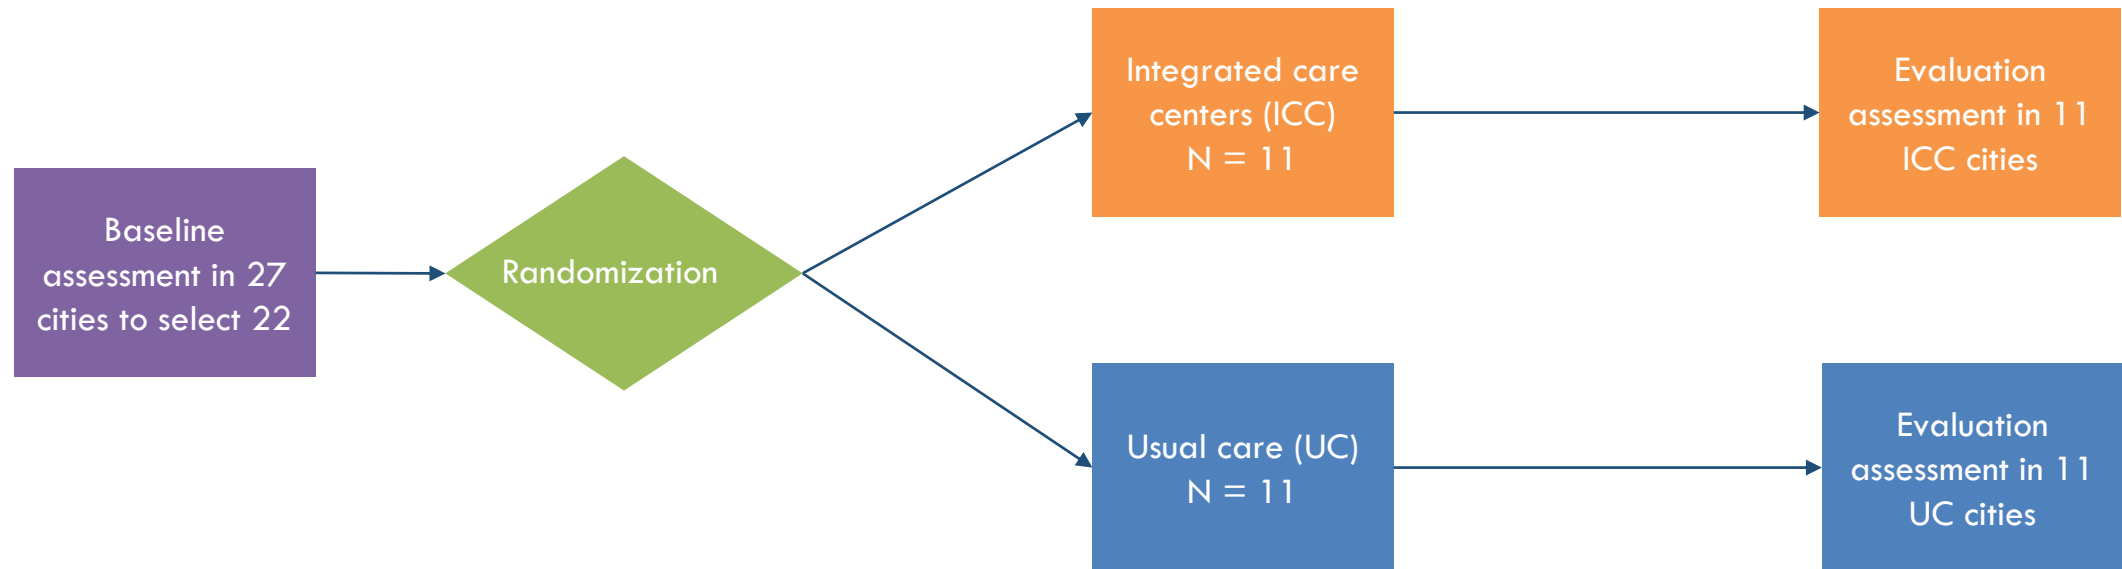 Baseline
assessment in 27
cities to select 22
Randomization
Integrated care
centers (ICC)
N = 11
Evaluation
assessment in 11
ICC cities
Usual care (UC)
N = 11
Evaluation
assessment in 11
UC cities